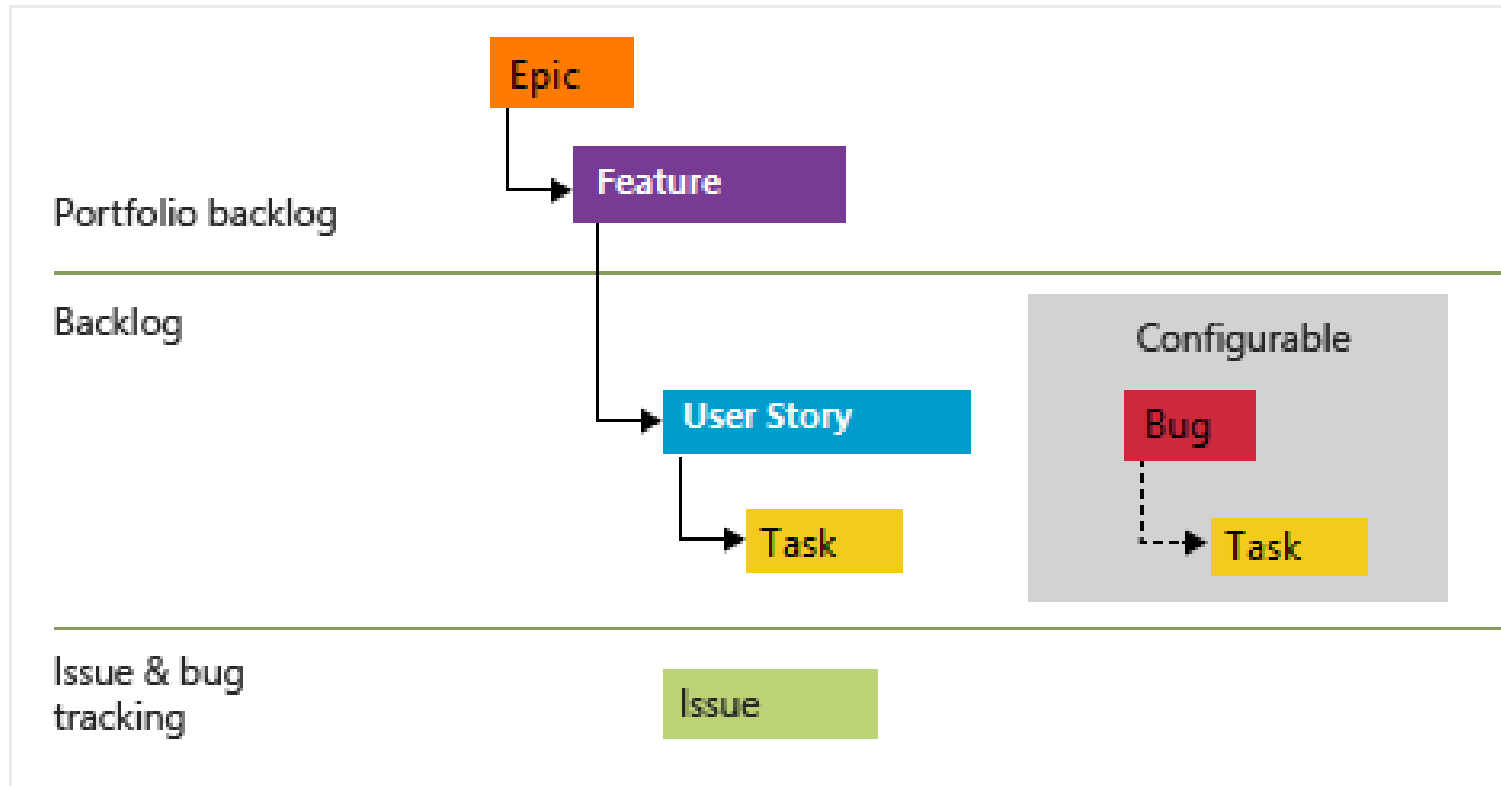 Epic
Feature
Portfolio backlog
Backlog
Configurable
User Story
Bug
Task
Task
Issue & bug
tracking
Issue